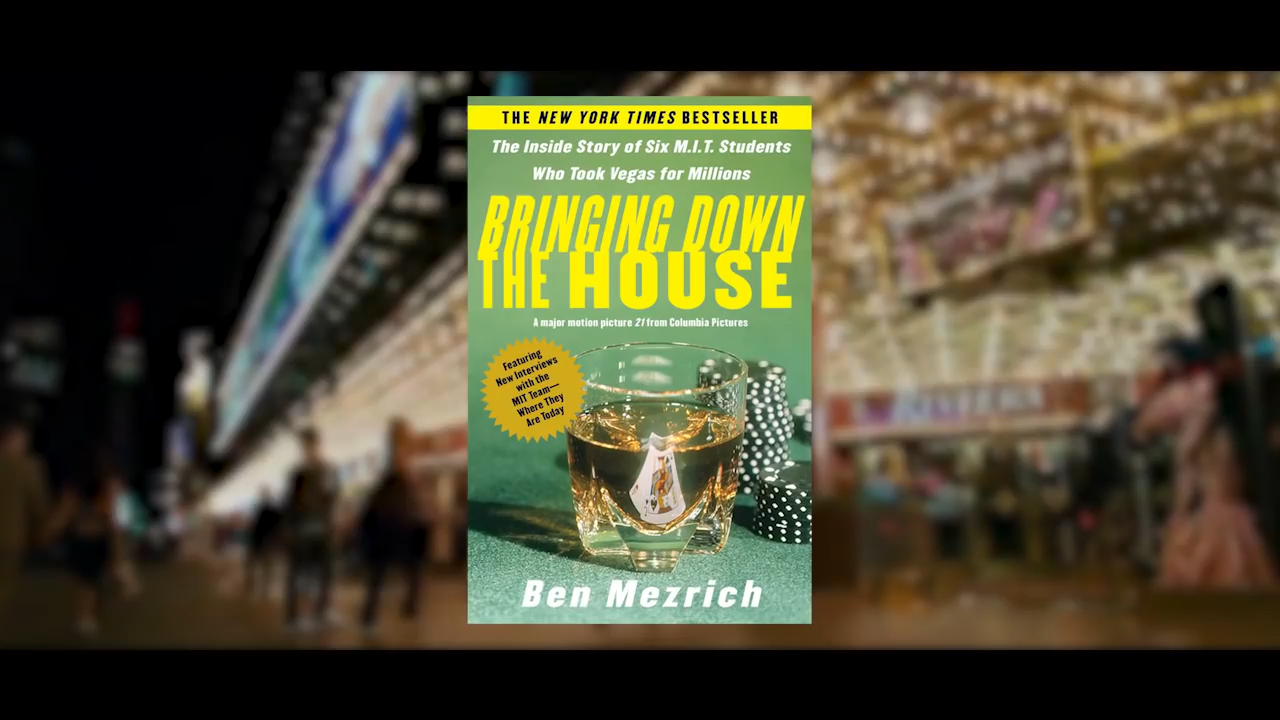 THE NEW YORK TIMES BESTSELLER
The Inside Story of Six M.I.T. Students
Who Took Vegas for Millions
BRINGING DOWN
THE HOUSE
A major motion picture 21 from Columbia Pictures
Featuring
New Interviews
with the
MIT Team—
Where They
Are Today
Ben Mezrich